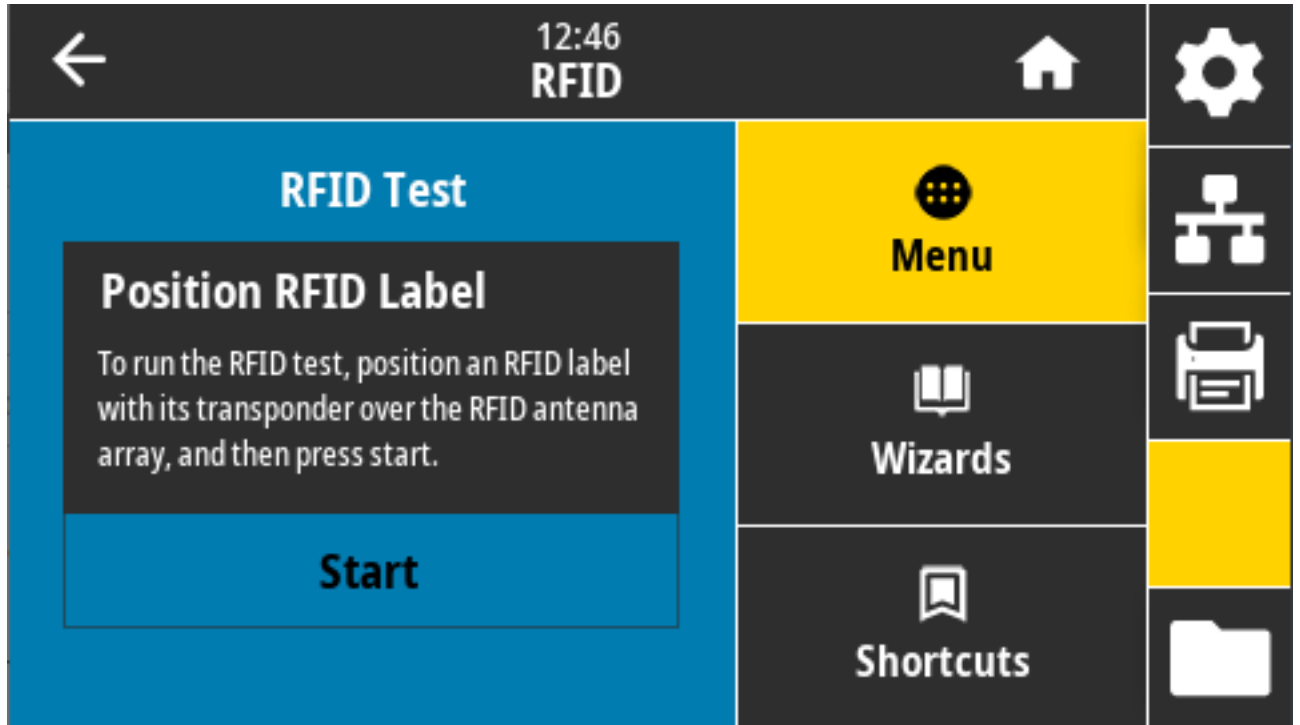 12:46
RFID
RFID Test
Position RFID Label
To run the RFID test, position an RFID label
with its transponder over the RFID antenna
array, and then press start.
Start
Menu
Wizards
Shortcuts